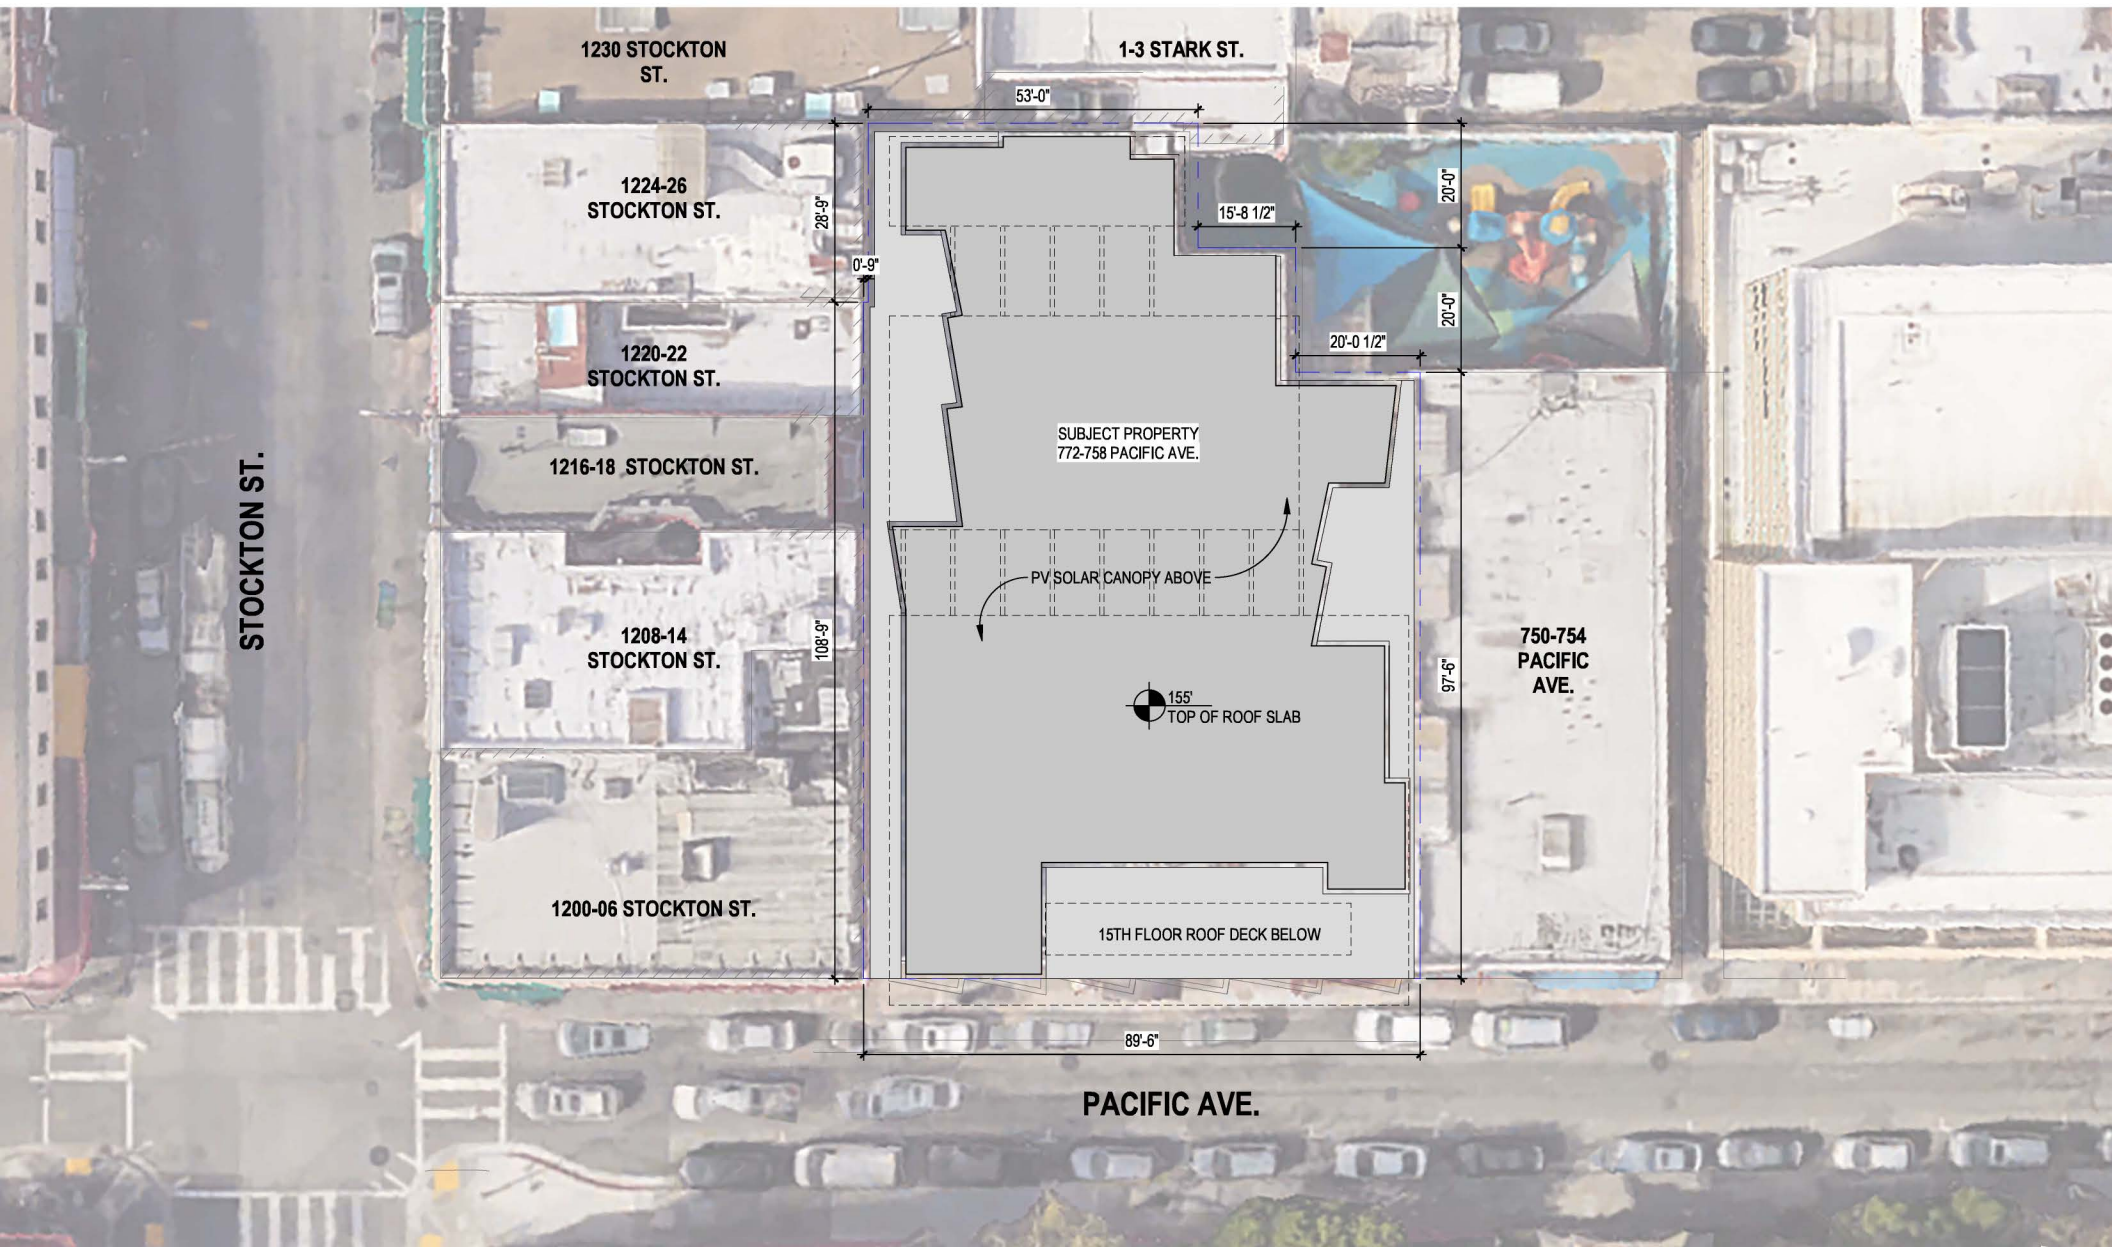 1230 STOCKTON
ST.
1-3 STARK ST.
53'-0"
1224-26
STOCKTON ST.
28'-9"
20'-0"
15'-8 1/2"
0'-9"
20'-0"
20'-0 1/2"
1220-22
STOCKTON ST.
SUBJECT PROPERTY
772-758 PACIFIC AVE.
1216-18 STOCKTON ST.
STOCKTON ST.
PV SOLAR CANOPY ABOVE
1208-14
STOCKTON ST.
108'-9"
750-754
PACIFIC
AVE.
97'-6"
155'
TOP OF ROOF SLAB
1200-06 STOCKTON ST.
15TH FLOOR ROOF DECK BELOW
89'-6"
PACIFIC AVE.